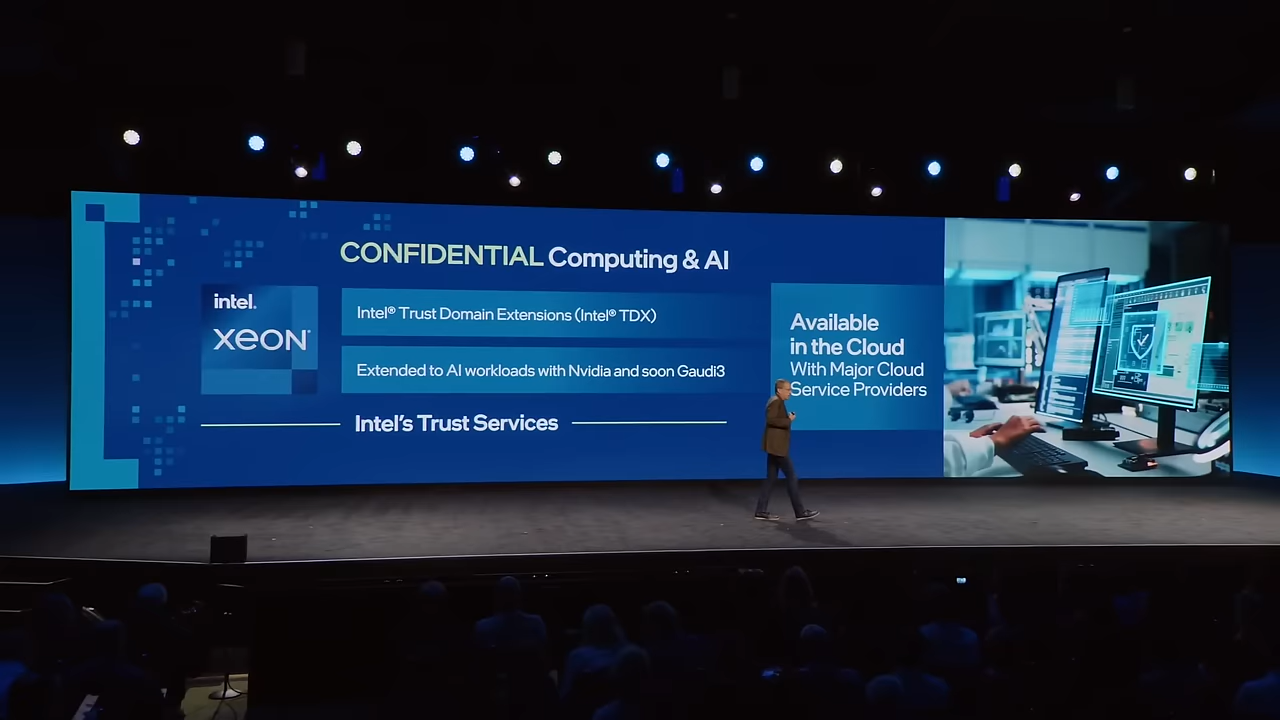 CONFIDENTIAL Computing & AI
intel.
xeon®
Intel® Trust Domain Extensions (Intel® TDX)
Extended to AI workloads with Nvidia and soon Gaudi3
Intel's Trust Services
Available
in the Cloud
With Major Cloud
Service Providers